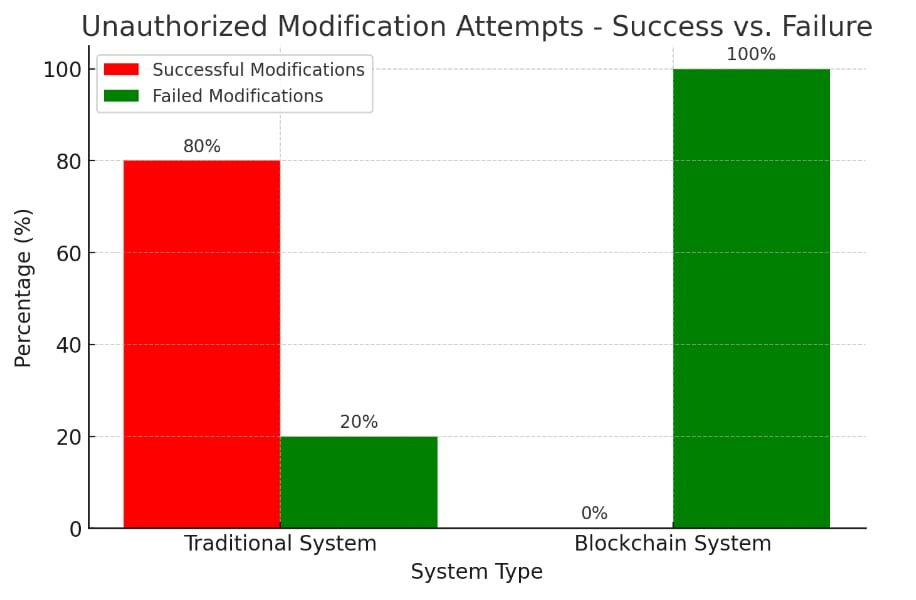 Unauthorized Modification Attempts - Success vs. Failure
Successful Modifications
Failed Modifications
Percentage (%)
100
80
60
40
20
0
80%
20%
0%
100%
Traditional System
Blockchain System
System Type